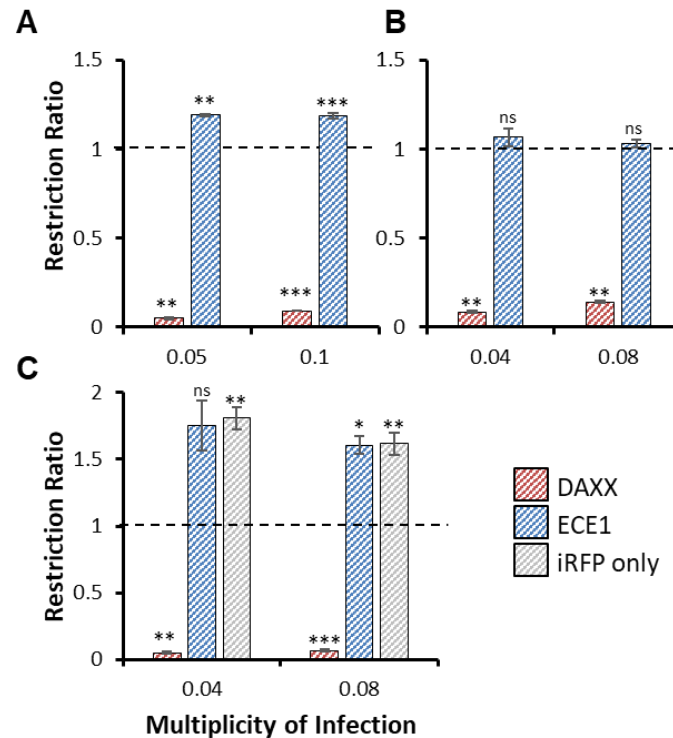 A
Restriction Ratio
1.5
1
0.5
0
**
***
**
***
0.05
0.1
B
1.5
1
0.5
0
ns
ns
**
**
0.04
0.08
C
Restriction Ratio
2
1.5
1
0.5
0
ns
**
*
**
**
***
0.04
0.08
Multiplicity of Infection
DAXX
ECE1
iRFP only